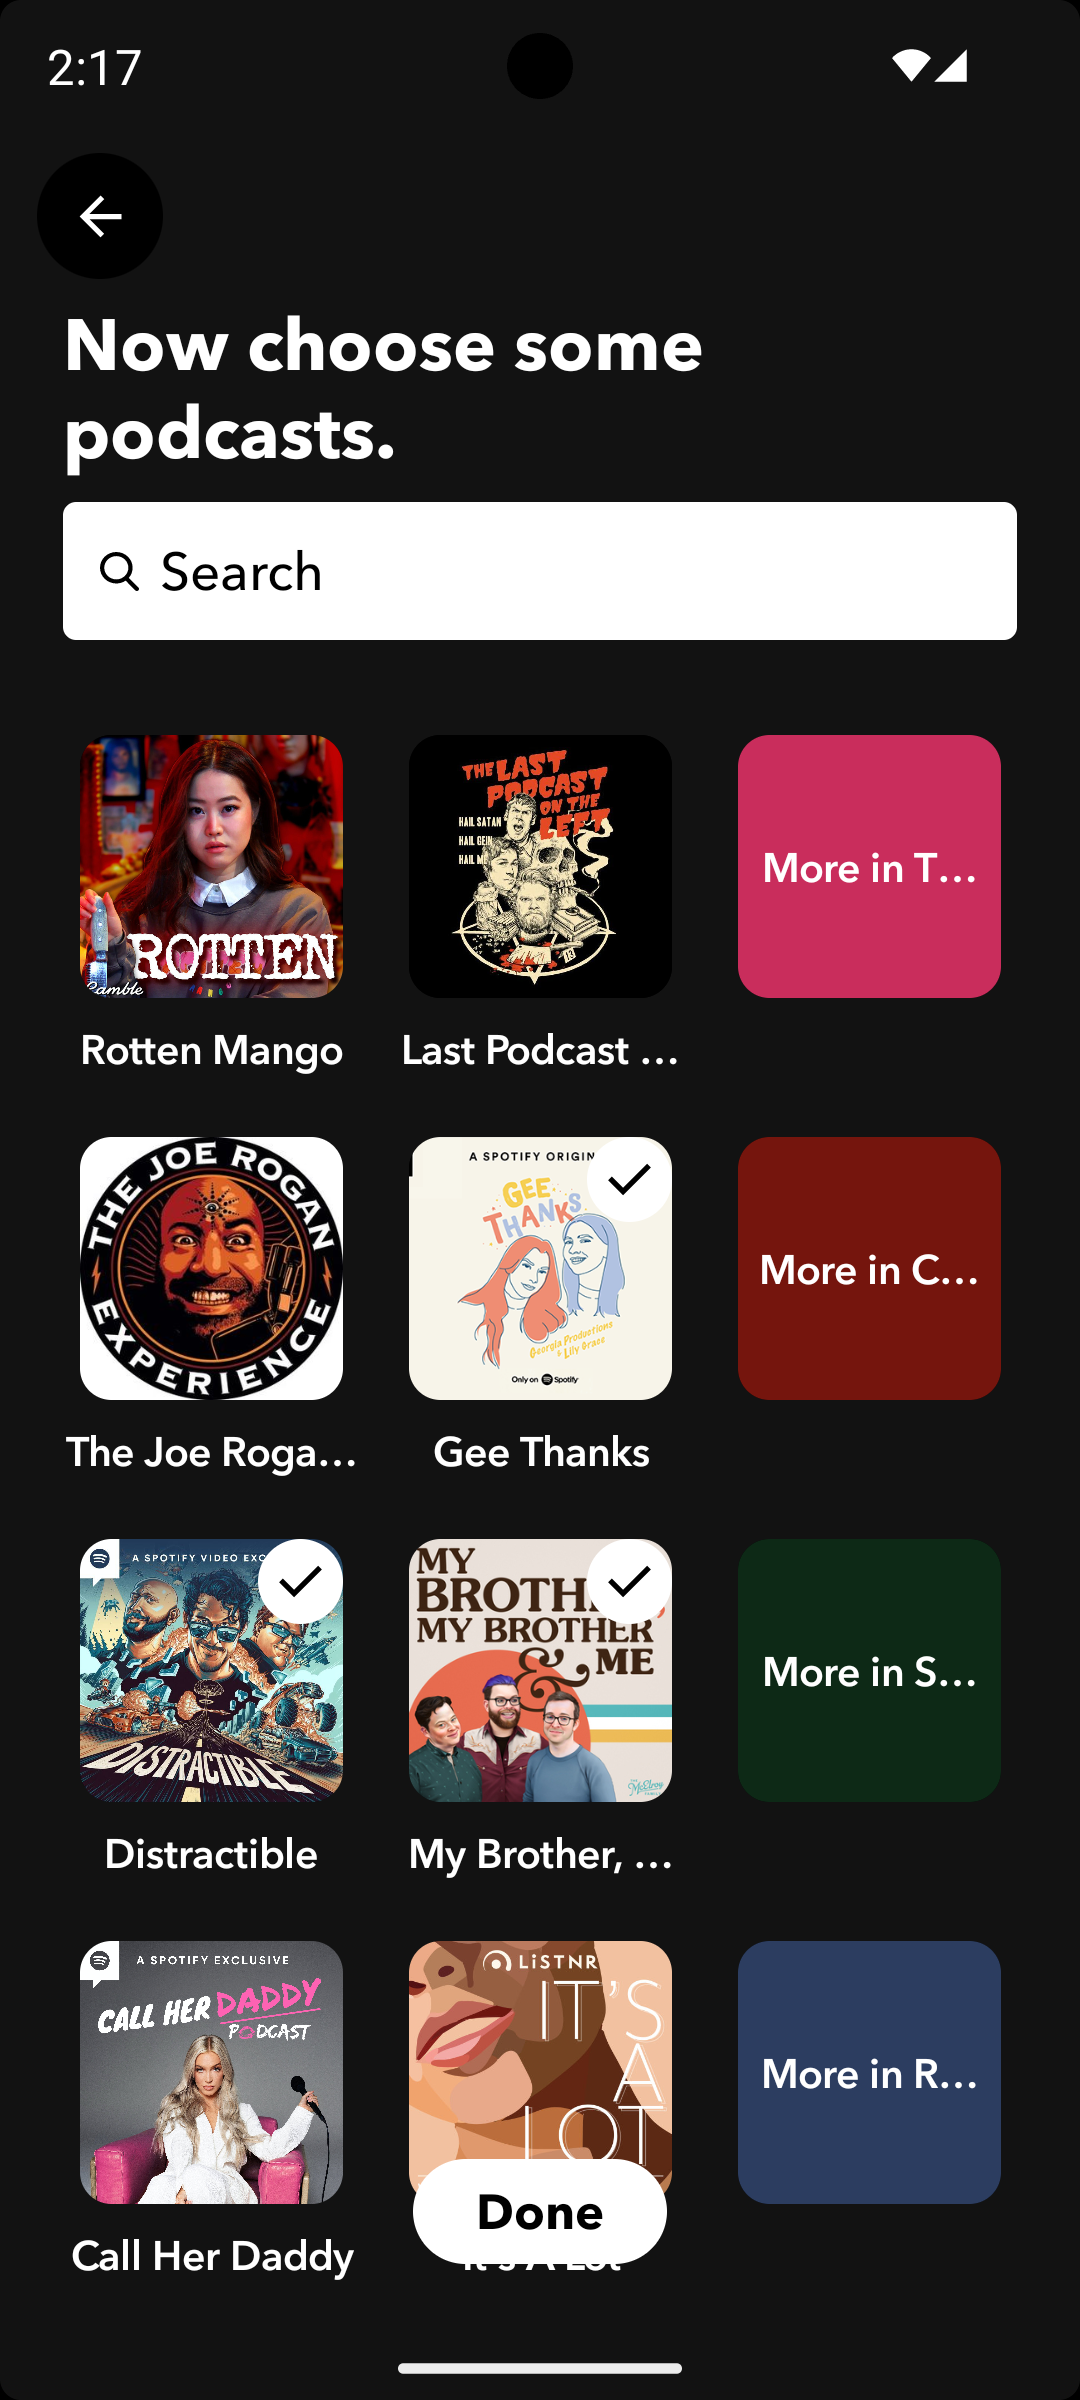 2:17
Now choose some
podcasts.
Search
THE LAST
PODCAST
ON THE
LEFT
HAIL SATAN
HAIL GEIN
HAIL ME
More in T…
ROTTEN
Rotten Mango
Last Podcast …
THE JOE ROGAN
EXPERIENCE
A SPOTIFY ORIGIN
GEE
THANKS
Georgia Productions
& Lily Grace
Only on Spotify
More in C…
The Joe Roga…
Gee Thanks
A SPOTIFY VIDEO EXC
DISTRACTIBLE
MY
BROTH
MY BROTHER
& ME
McElroy
More in S…
Distractible
My Brother, …
A SPOTIFY EXCLUSIVE
CALL HER DADDY
PODCAST
LiSTNR
IT'S
A
LOT
More in R…
Done
Call Her Daddy
It's A Lot